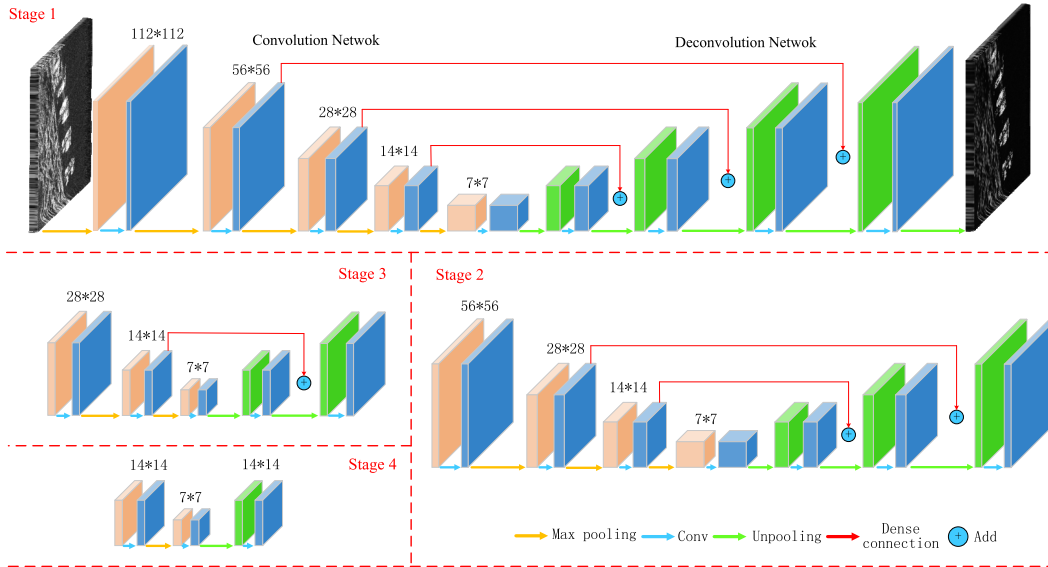 Stage 1
112*112
Convolution Netwok
Deconvolution Netwok
56*56
28*28
14*14
7*7
+
+
+
Stage 3
28*28
14*14
7*7
+
Stage 2
56*56
28*28
14*14
7*7
+
+
Stage 4
14*14
7*7
14*14
Max pooling
Conv
Unpooling
Dense
connection
+ Add